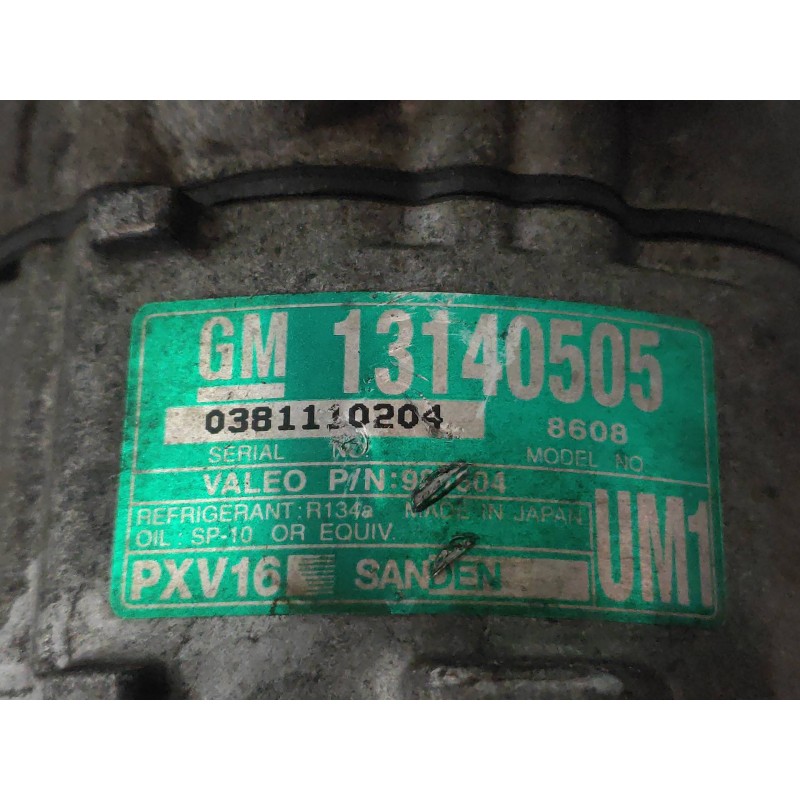 GM 13140505
0381110204 8608
SERIAL NO. MODEL NO.
VALEO P/N:
REFRIGERANT: R134a MADE IN JAPAN
OIL: SP-10 OR EQUIV. UM1
PXV16 SANDEN